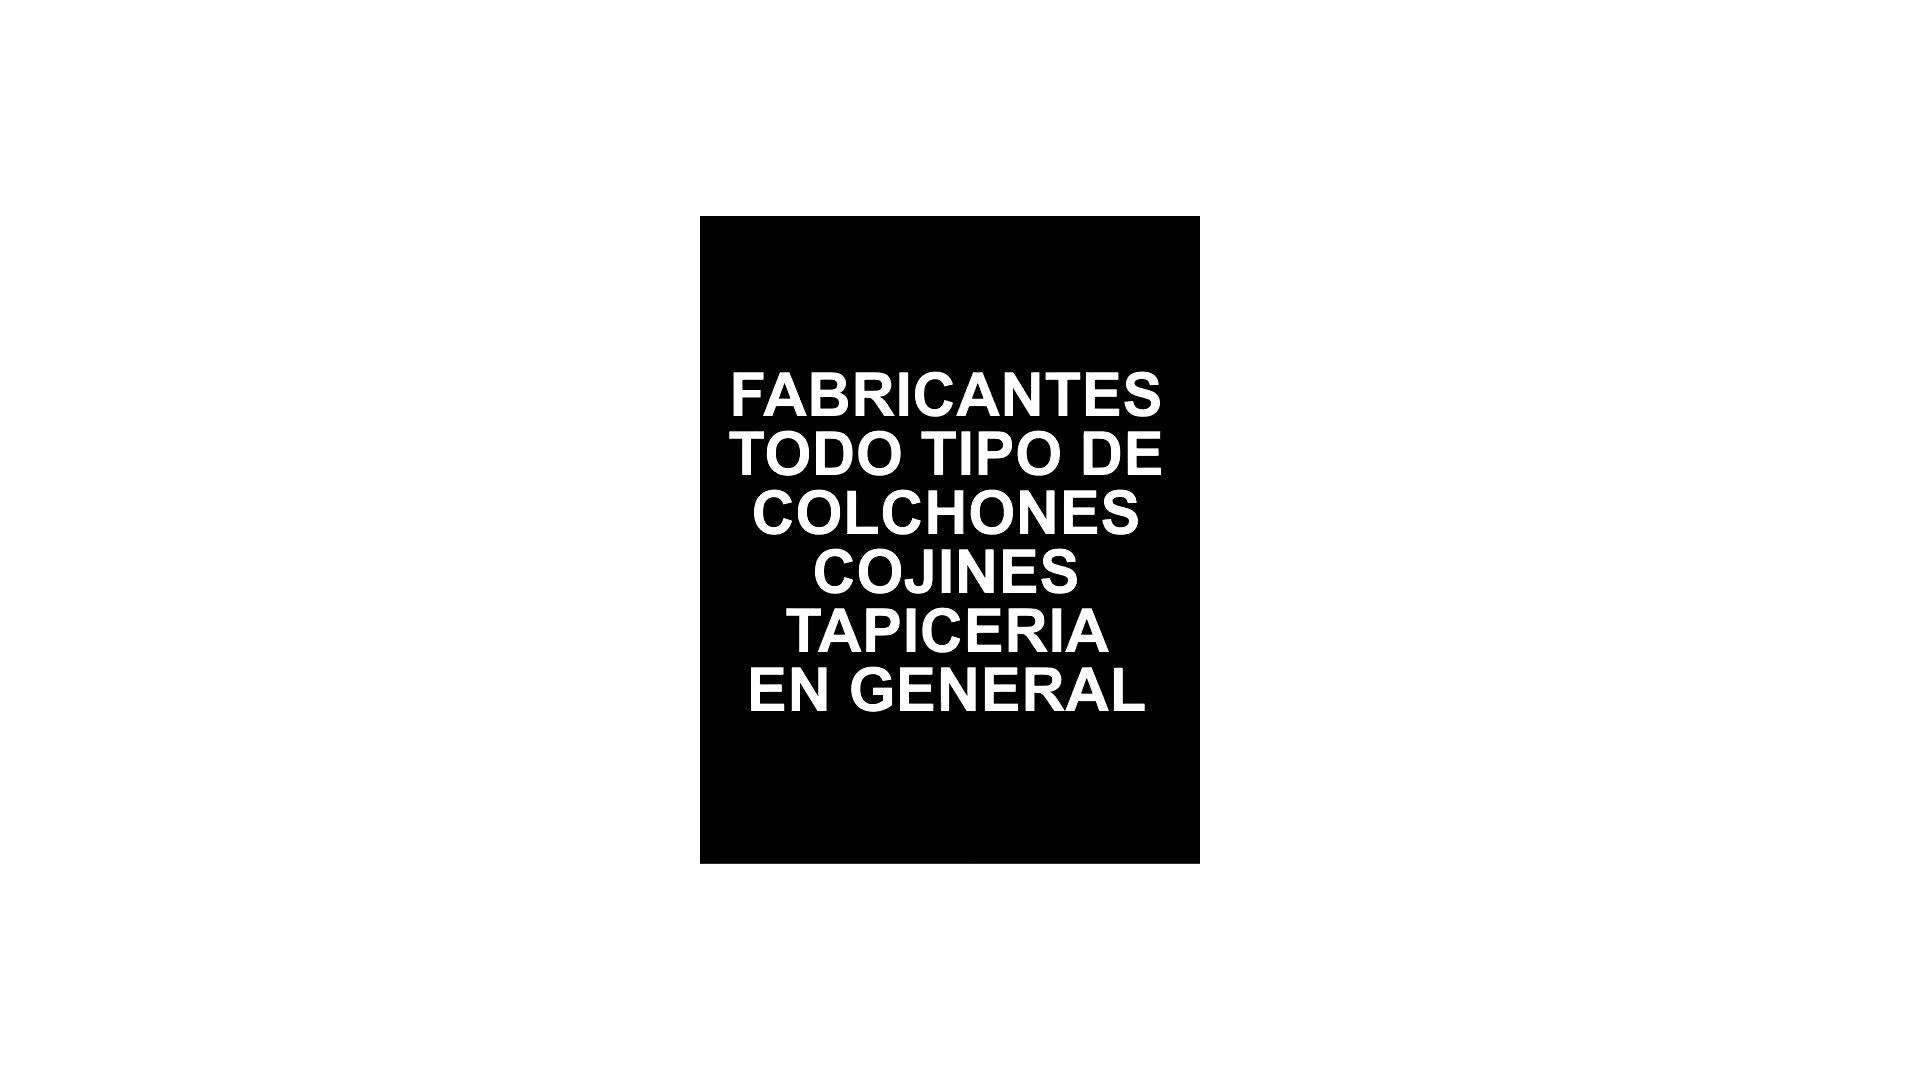 FABRICANTES
TODO TIPO DE
COLCHONES
COJINES
TAPICERIA
EN GENERAL